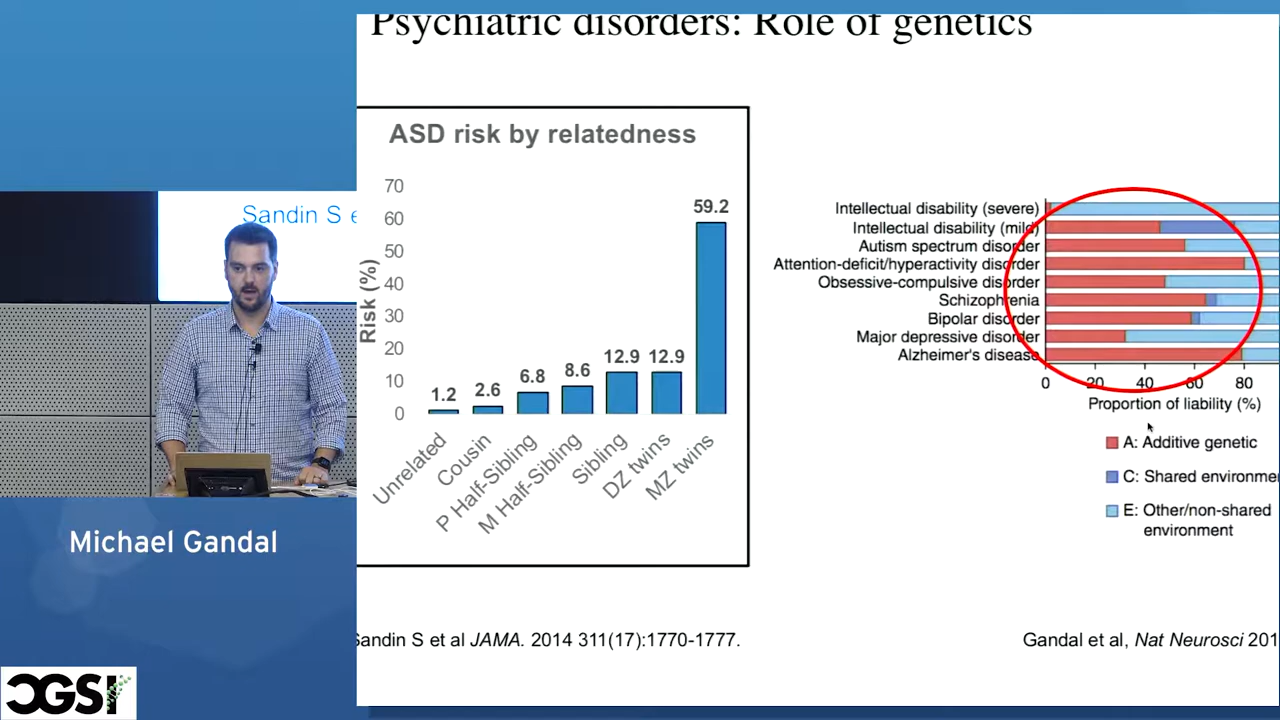 Psychiatric disorders: Role of genetics
ASD risk by relatedness
Risk (%)
70
60
50
40
30
20
10
0
1.2
2.6
6.8
8.6
12.9
12.9
59.2
Unrelated
Cousin
P Half-Sibling
M Half-Sibling
Sibling
DZ twins
MZ twins
Sandin S et al JAMA. 2014 311(17):1770-1777.
Intellectual disability (severe)
Intellectual disability (mild)
Autism spectrum disorder
Attention-deficit/hyperactivity disorder
Obsessive-compulsive disorder
Schizophrenia
Bipolar disorder
Major depressive disorder
Alzheimer's disease
0 20 40 60 80
Proportion of liability (%)
A: Additive genetic
C: Shared environme
E: Other/non-shared
environment
Gandal et al, Nat Neurosci 201
Sandin S e
Michael Gandal
CGSI